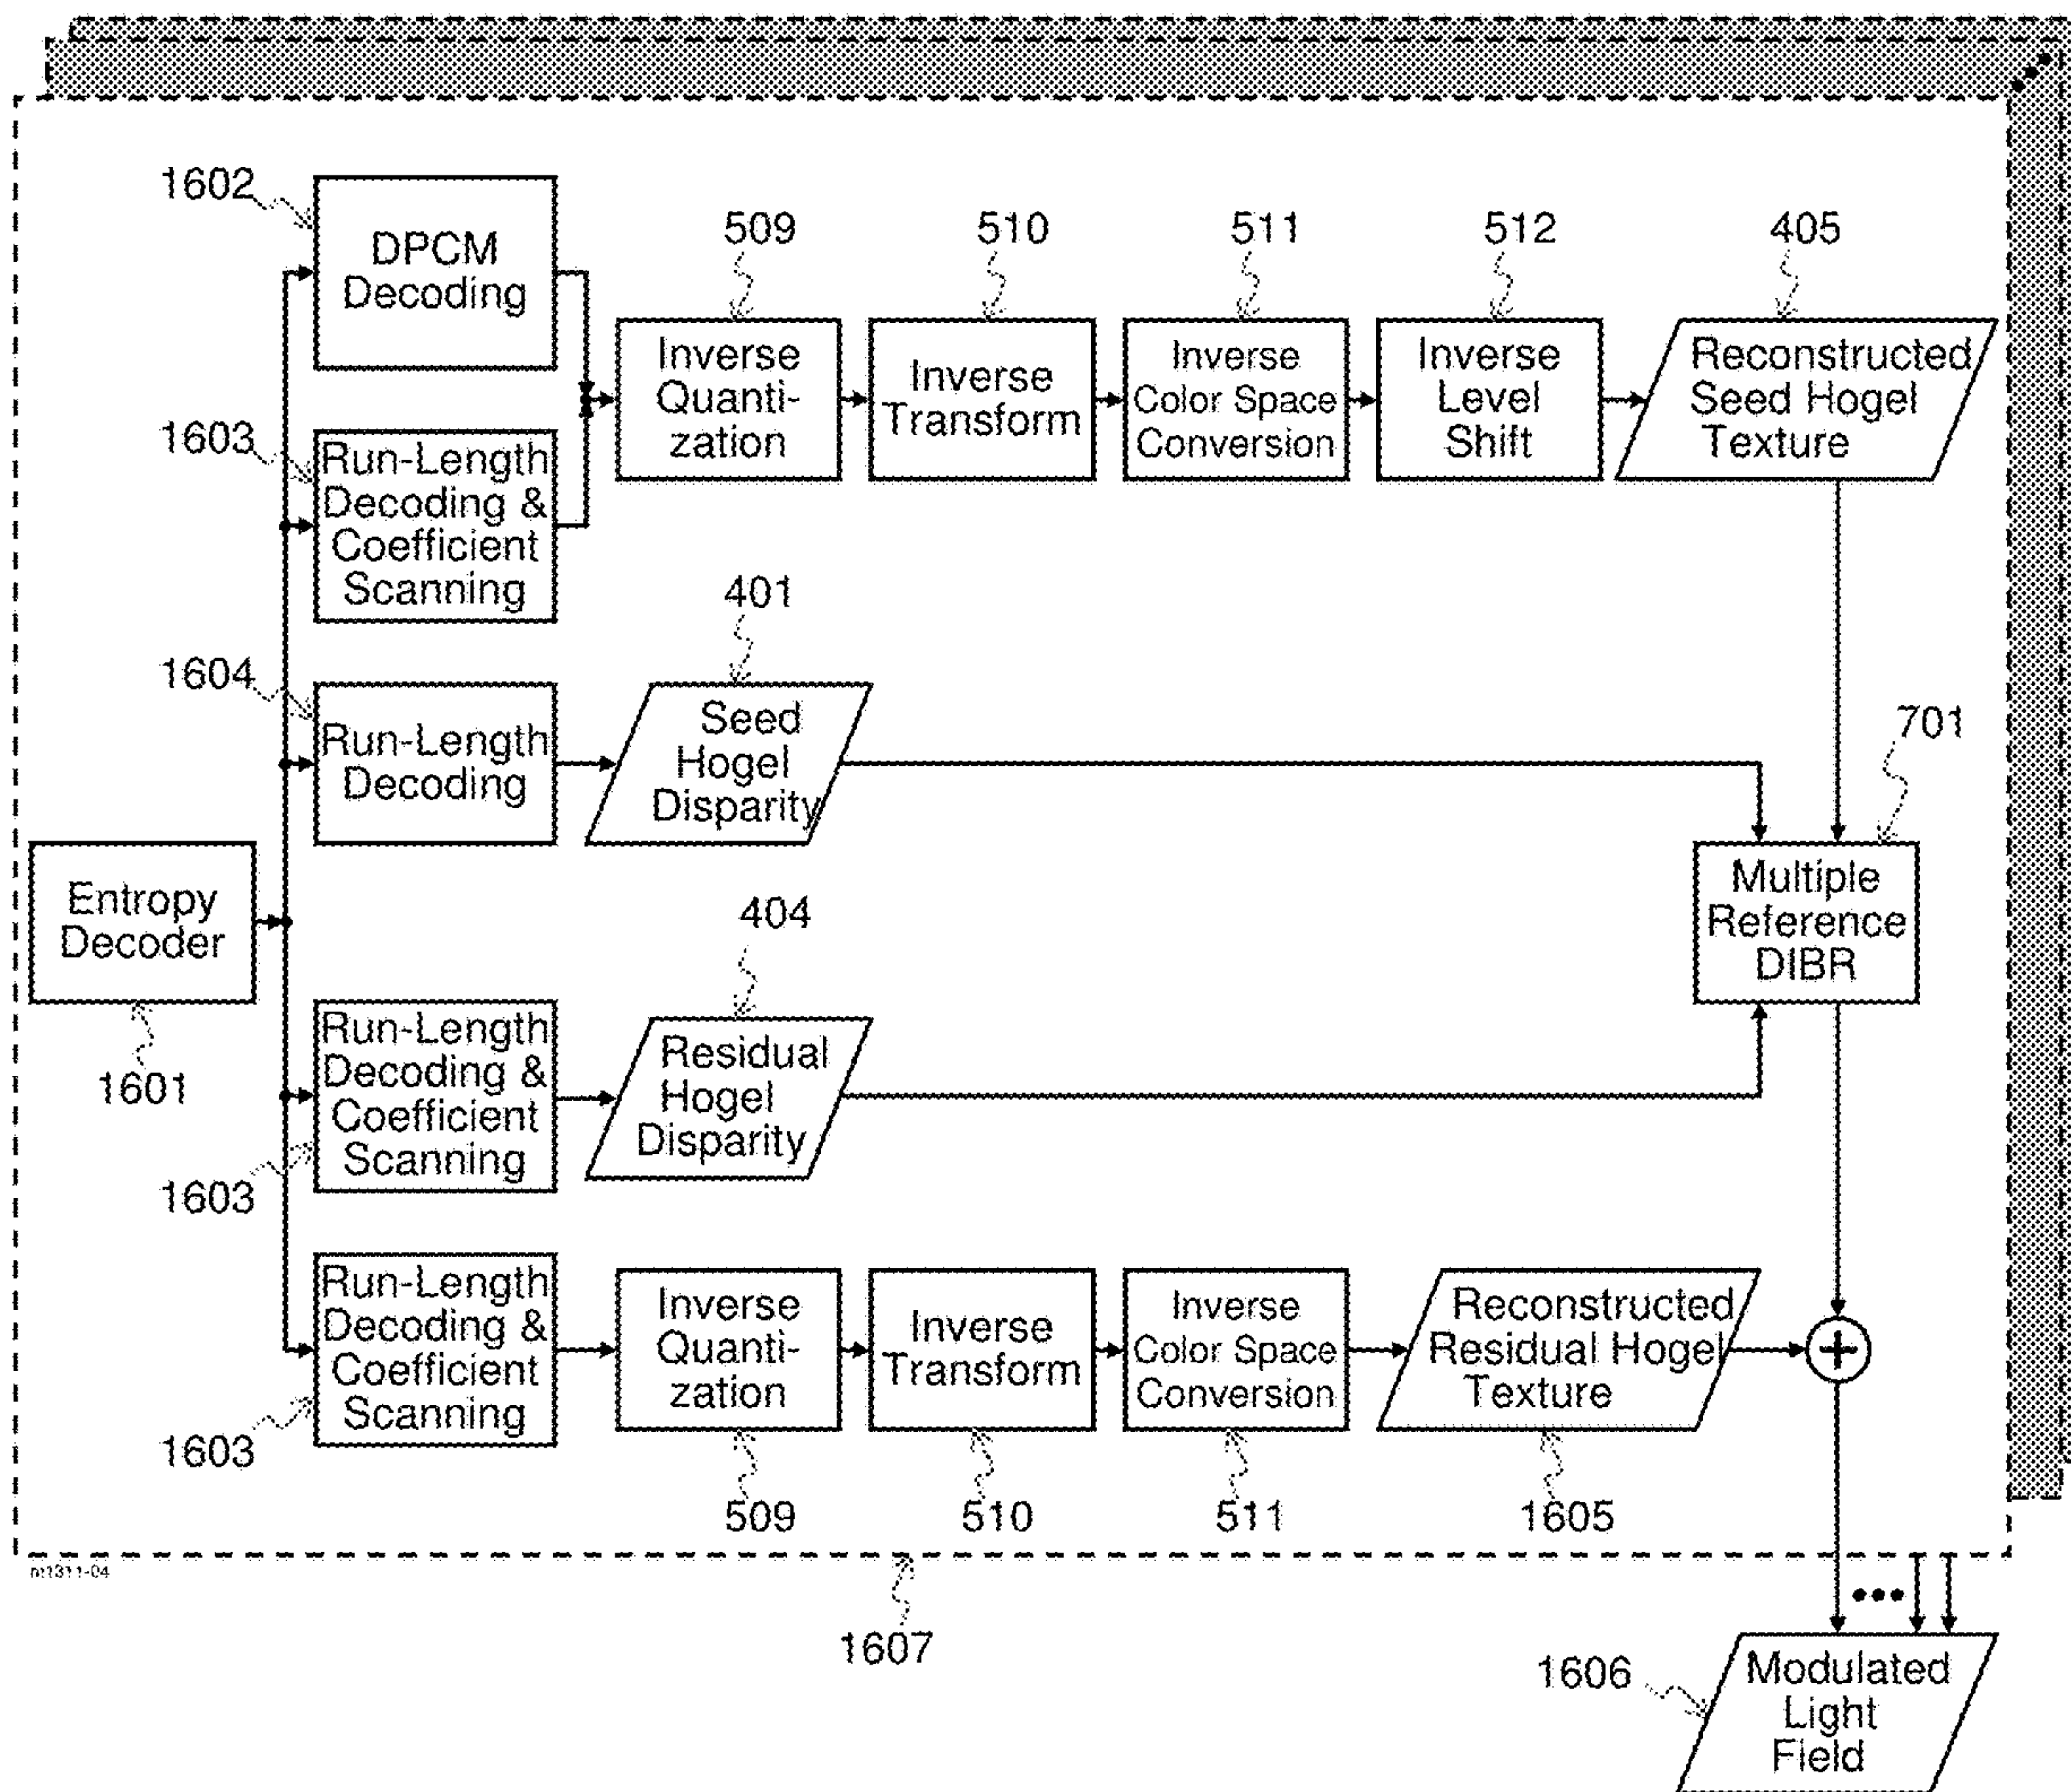 1602
DPCM
Decoding
509
510
511
512
405
Inverse
Quanti-
zation
Inverse
Transform
Inverse
Color Space
Conversion
Inverse
Level
Shift
Reconstructed
Seed Hogel
Texture
1603
Run-Length
Decoding &
Coefficient
Scanning
401
1604
Run-Length
Decoding
Seed
Hogel
Disparity
701
Entropy
Decoder
1601
404
Multiple
Reference
DIBR
Run-Length
Decoding &
Coefficient
Scanning
1603
Residual
Hogel
Disparity
Run-Length
Decoding &
Coefficient
Scanning
1603
Inverse
Quanti-
zation
Inverse
Transform
Inverse
Color Space
Conversion
Reconstructed
Residual Hogel
Texture
+
509
510
511
1605
1607
1606
Modulated
Light
Field